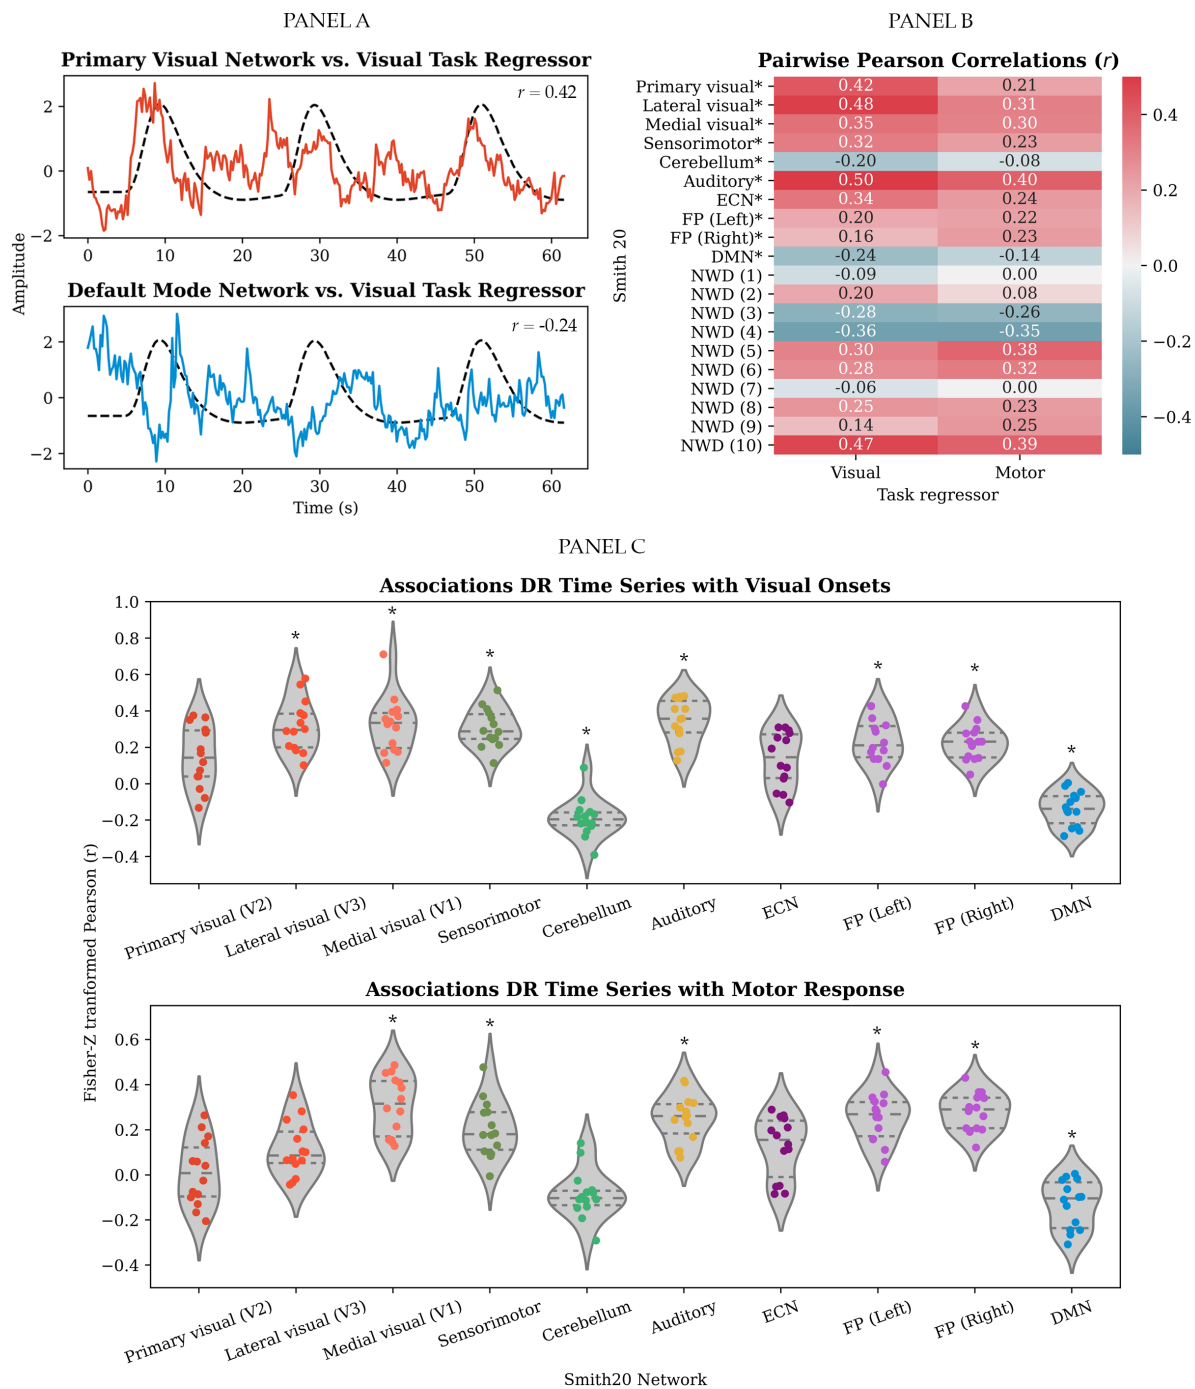 PANEL A
Primary Visual Network vs. Visual Task Regressor
r = 0.42
2
0
−2
0 10 20 30 40 50 60
Amplitude
Default Mode Network vs. Visual Task Regressor
r = -0.24
2
0
−2
0 10 20 30 40 50 60
Time (s)
PANEL B
Pairwise Pearson Correlations (r)
Smith 20
Primary visual* 0.42 0.21
Lateral visual* 0.48 0.31
Medial visual* 0.35 0.30
Sensorimotor* 0.32 0.23
Cerebellum* -0.20 -0.08
Auditory* 0.50 0.40
ECN* 0.34 0.24
FP (Left)* 0.20 0.22
FP (Right)* 0.16 0.23
DMN* -0.24 -0.14
NWD (1) -0.09 0.00
NWD (2) 0.20 0.08
NWD (3) -0.28 -0.26
NWD (4) -0.36 -0.35
NWD (5) 0.30 0.38
NWD (6) 0.28 0.32
NWD (7) -0.06 0.00
NWD (8) 0.25 0.23
NWD (9) 0.14 0.25
NWD (10) 0.47 0.39
Visual Motor
Task regressor
0.4
0.2
0.0
−0.2
−0.4
PANEL C
Associations DR Time Series with Visual Onsets
1.0
0.8
0.6
0.4
0.2
0.0
−0.2
−0.4
* * * * * * * *
Primary visual (V2) Lateral visual (V3) Medial visual (V1) Sensorimotor Cerebellum Auditory ECN FP (Left) FP (Right) DMN
Fisher-Z tranformed Pearson (r)
Associations DR Time Series with Motor Response
0.6
0.4
0.2
0.0
−0.2
−0.4
* * * * * *
Primary visual (V2) Lateral visual (V3) Medial visual (V1) Sensorimotor Cerebellum Auditory ECN FP (Left) FP (Right) DMN
Smith20 Network